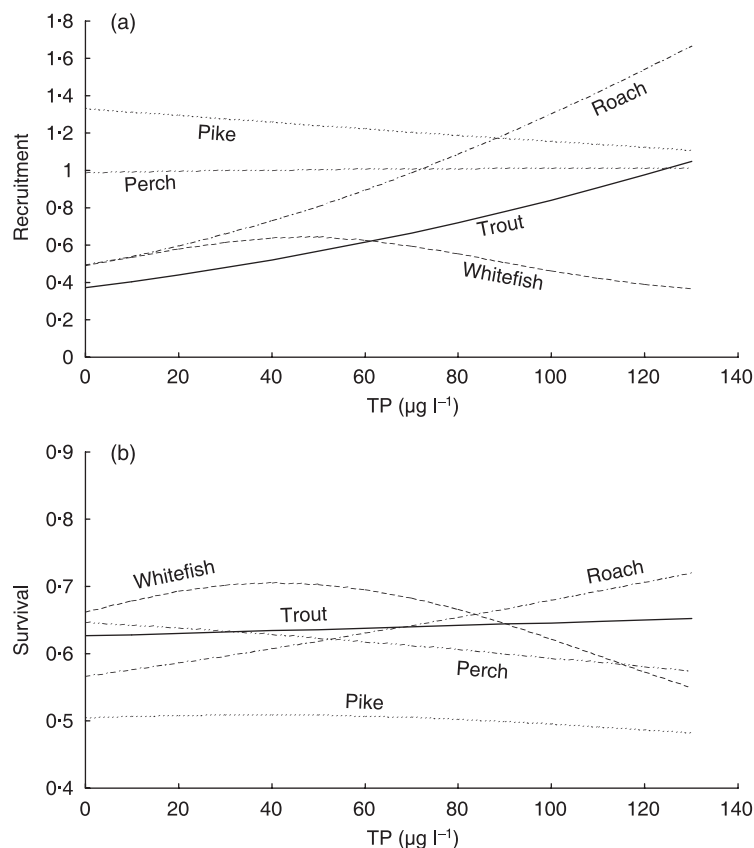 (a)
1·8
1·6
1·4
1·2
1
0·8
0·6
0·4
0·2
0
Recruitment
Roach
Pike
Perch
Trout
Whitefish
0 20 40 60 80 100 120 140
TP (µg l⁻¹)
(b)
0·9
0·8
0·7
0·6
0·5
0·4
Survival
Whitefish
Roach
Trout
Perch
Pike
0 20 40 60 80 100 120 140
TP (µg l⁻¹)